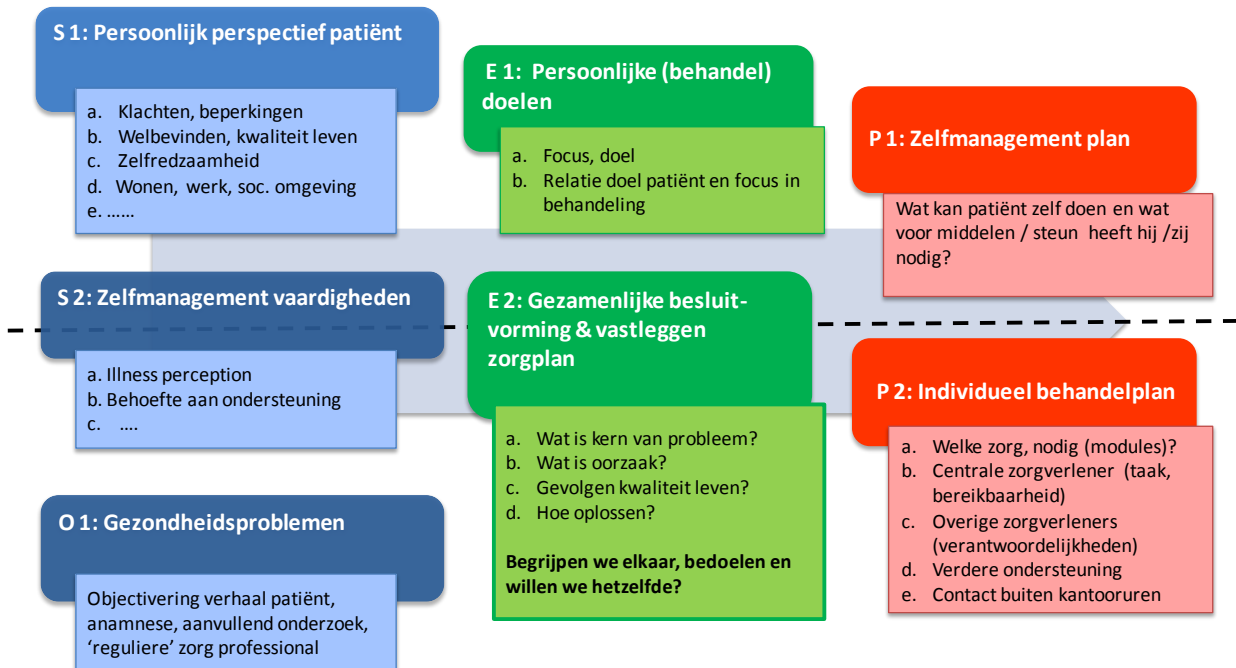 S 1: Persoonlijk perspectief patiënt
a. Klachten, beperkingen
b. Welbevinden, kwaliteit leven
c. Zelfredzaamheid
d. Wonen, werk, soc. omgeving
e. ……
S 2: Zelfmanagement vaardigheden
a. Illness perception
b. Behoefte aan ondersteuning
c. ….
O 1: Gezondheidsproblemen
Objectivering verhaal patiënt,
anamnese, aanvullend onderzoek,
‘reguliere’ zorg professional
E 1: Persoonlijke (behandel)
doelen
a. Focus, doel
b. Relatie doel patiënt en focus in
behandeling
E 2: Gezamenlijke besluit-
vorming & vastleggen
zorgplan
a. Wat is kern van probleem?
b. Wat is oorzaak?
c. Gevolgen kwaliteit leven?
d. Hoe oplossen?
Begrijpen we elkaar, bedoelen en
willen we hetzelfde?
P 1: Zelfmanagement plan
Wat kan patiënt zelf doen en wat
voor middelen / steun heeft hij /zij
nodig?
P 2: Individueel behandelplan
a. Welke zorg, nodig (modules)?
b. Centrale zorgverlener (taak,
bereikbaarheid)
c. Overige zorgverleners
(verantwoordelijkheden)
d. Verdere ondersteuning
e. Contact buiten kantooruren